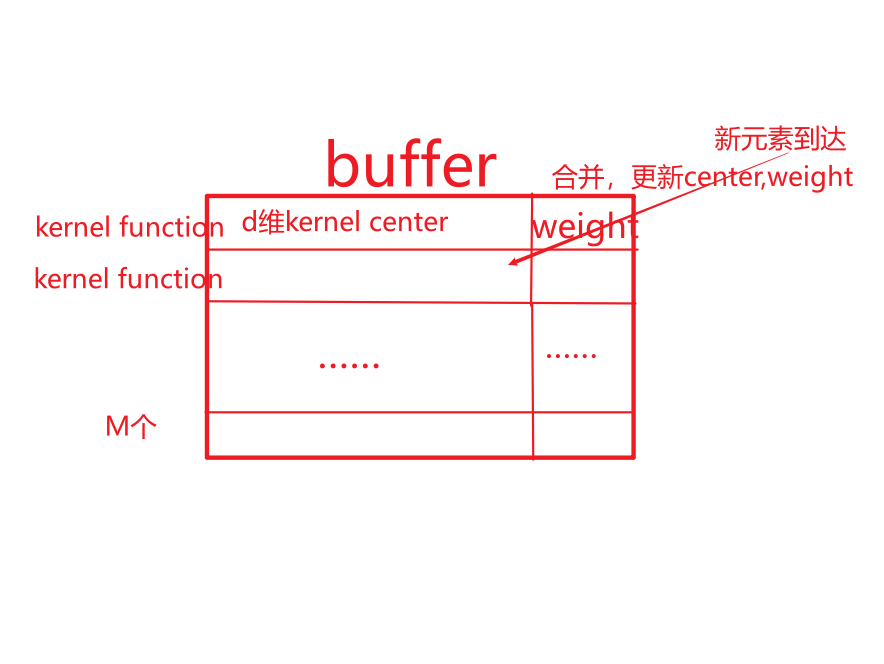 新元素到达
buffer
合并，更新center,weight
kernel function
d维kernel center
weight
kernel function
......
......
M个